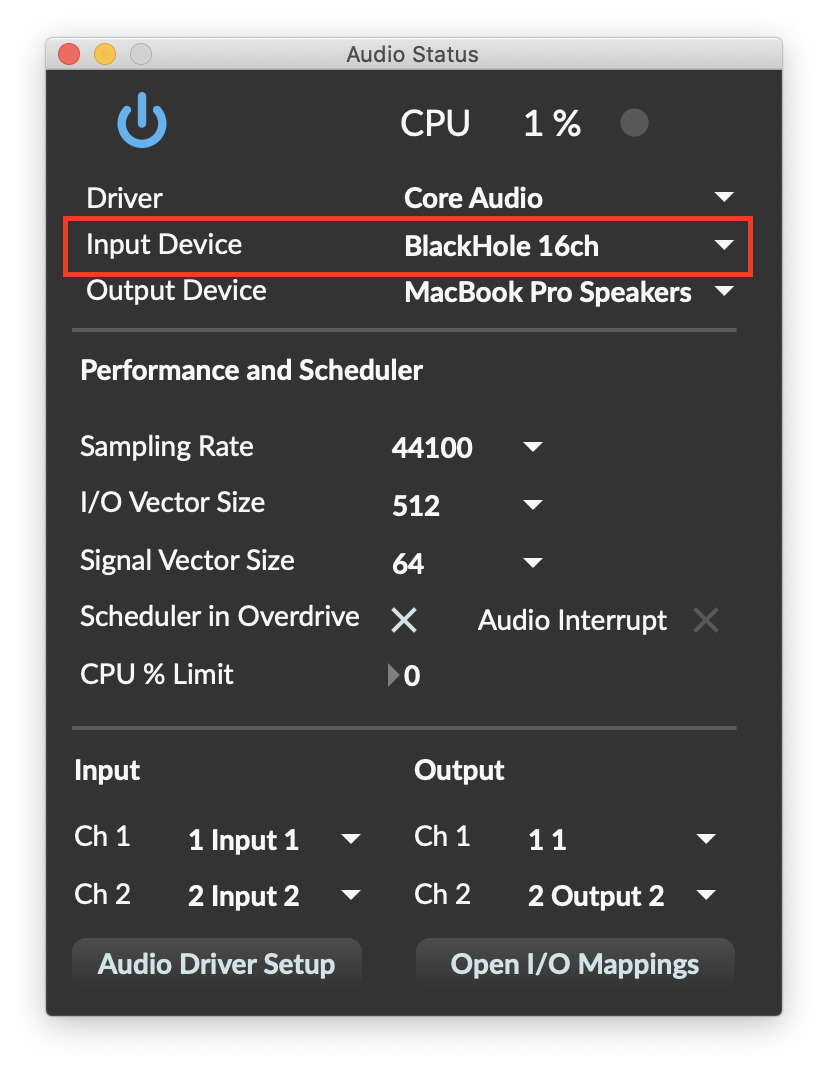 Audio Status
CPU 1 %
Driver Core Audio
Input Device BlackHole 16ch
Output Device MacBook Pro Speakers
Performance and Scheduler
Sampling Rate 44100
I/O Vector Size 512
Signal Vector Size 64
Scheduler in Overdrive Audio Interrupt
CPU % Limit 0
Input Output
Ch 1 1 Input 1 Ch 1 1 1
Ch 2 2 Input 2 Ch 2 2 Output 2
Audio Driver Setup Open I/O Mappings